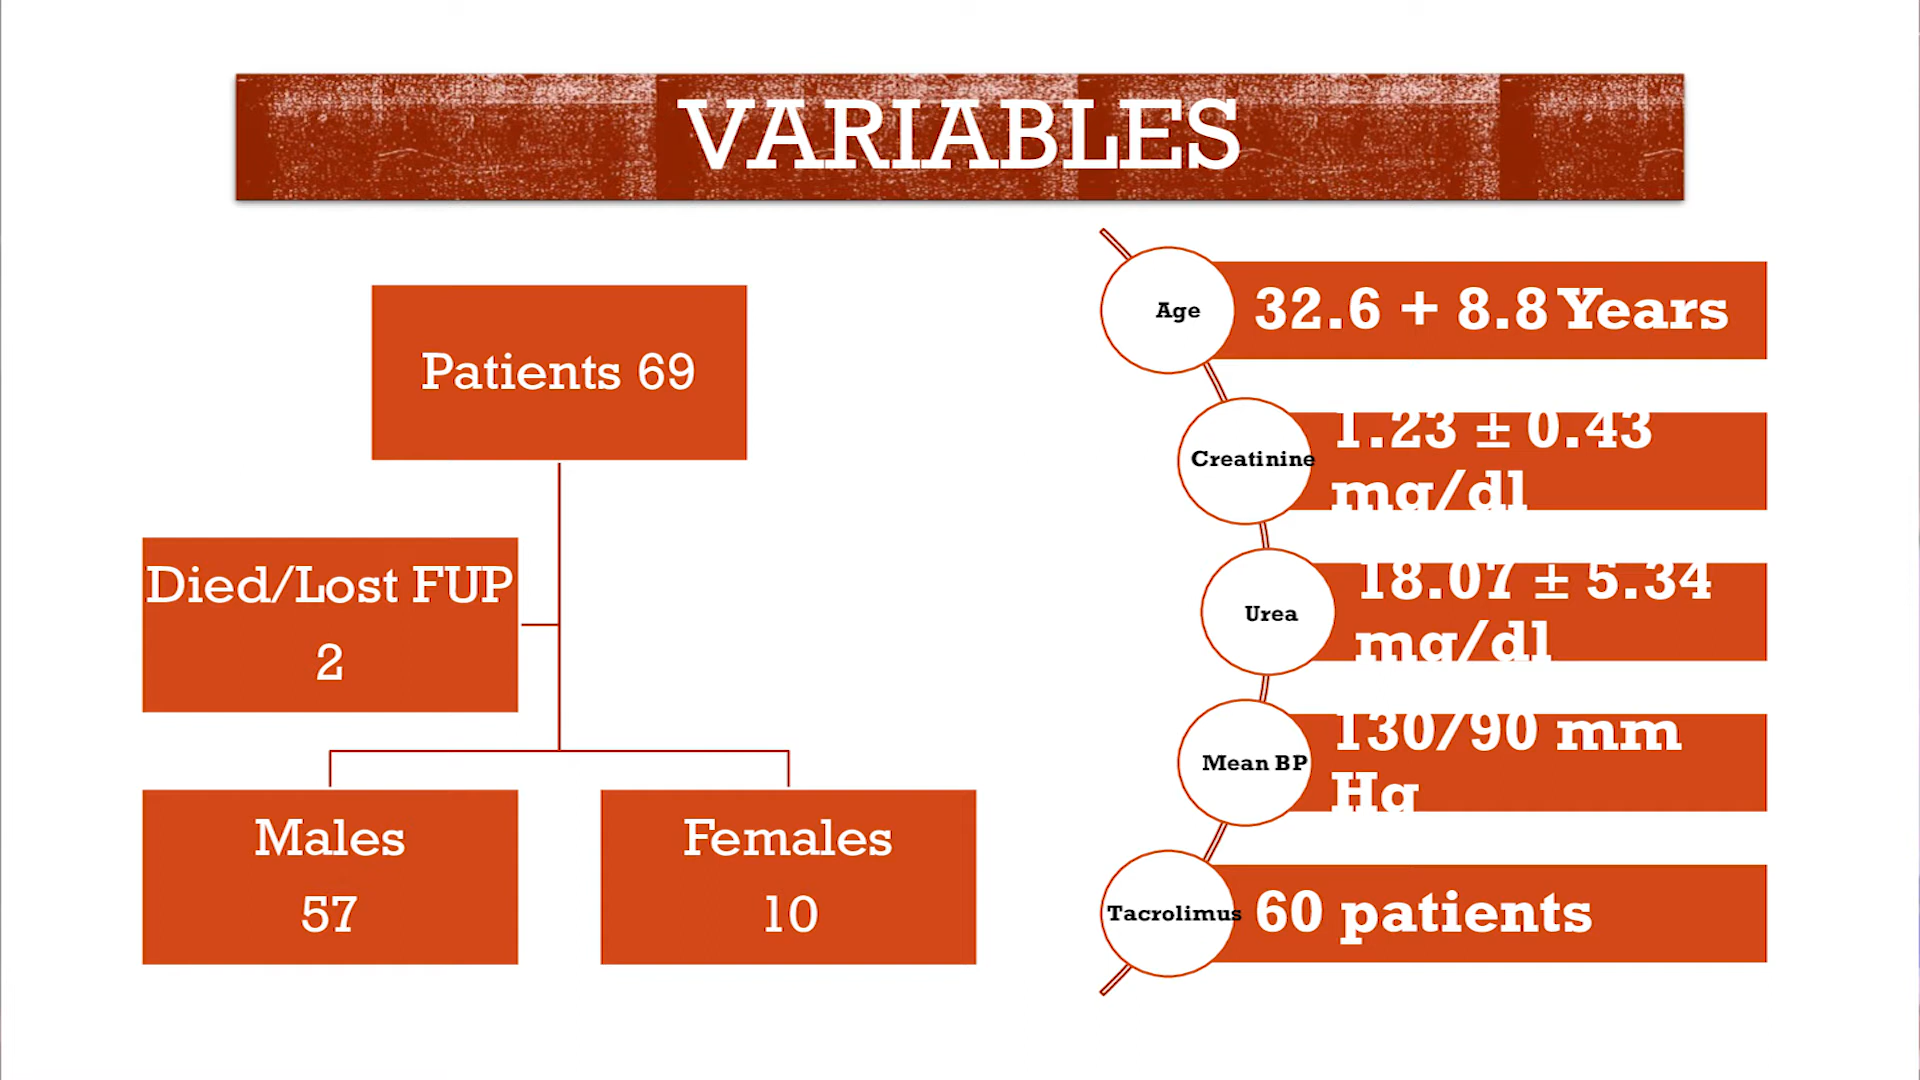 VARIABLES
Patients 69
Died/Lost FUP
2
Males
57
Females
10
Age
32.6 + 8.8 Years
Creatinine
1.23 ± 0.43
mg/dl
Urea
18.07 ± 5.34
mg/dl
Mean BP
130/90 mm
Hg
Tacrolimus
60 patients